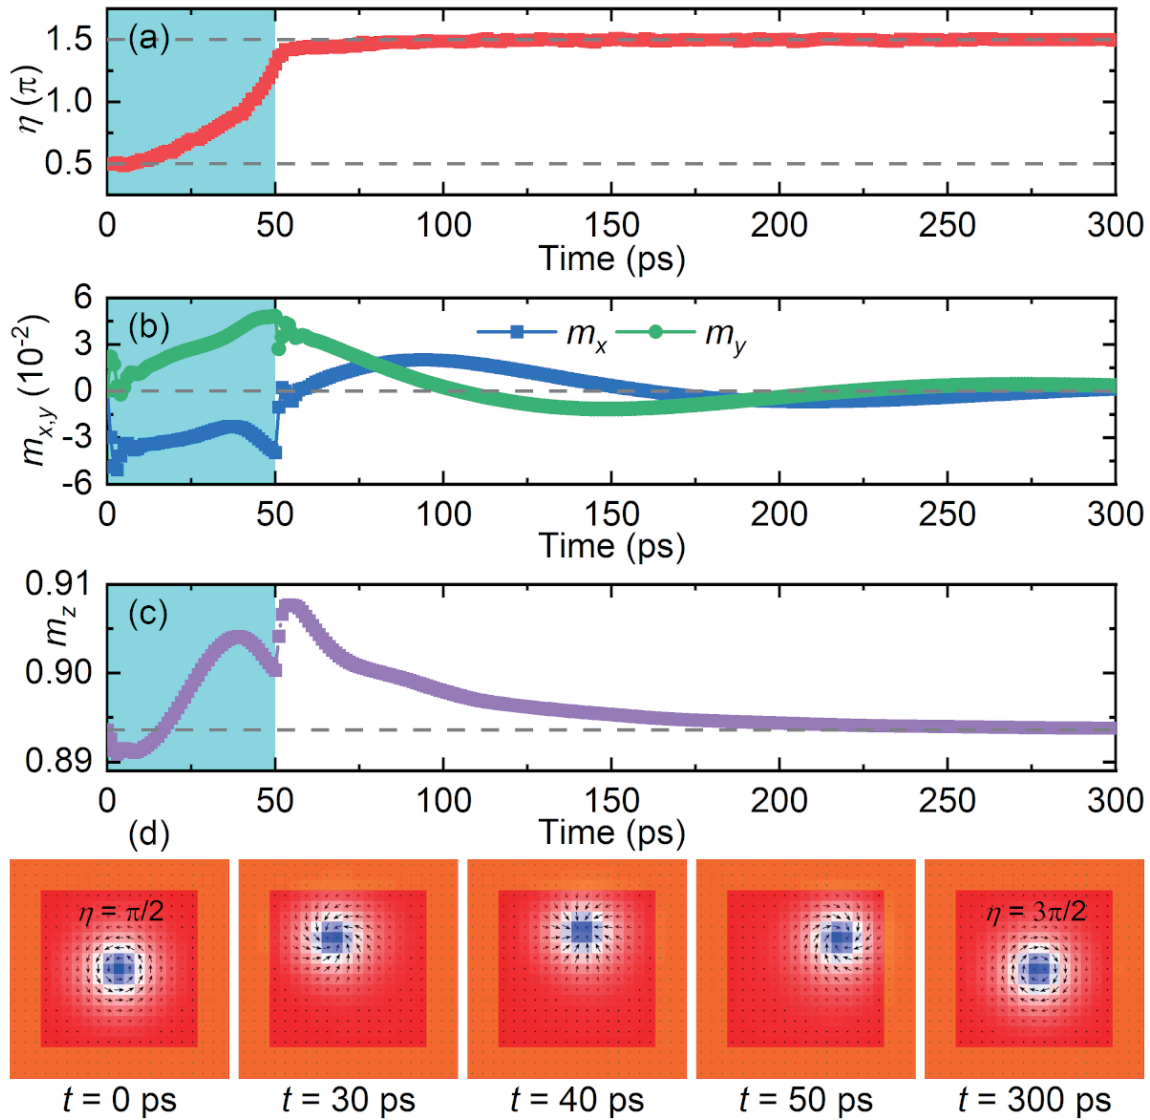 (a)
η (π)
1.5
1.0
0.5
0 50 100 150 200 250 300
Time (ps)
(b)
m_x m_y
m_{x,y} (10^{-2})
6
3
0
-3
-6
0 50 100 150 200 250 300
Time (ps)
(c)
m_z
0.91
0.90
0.89
0 50 100 150 200 250 300
Time (ps)
(d)
η = π/2
η = 3π/2
t = 0 ps t = 30 ps t = 40 ps t = 50 ps t = 300 ps